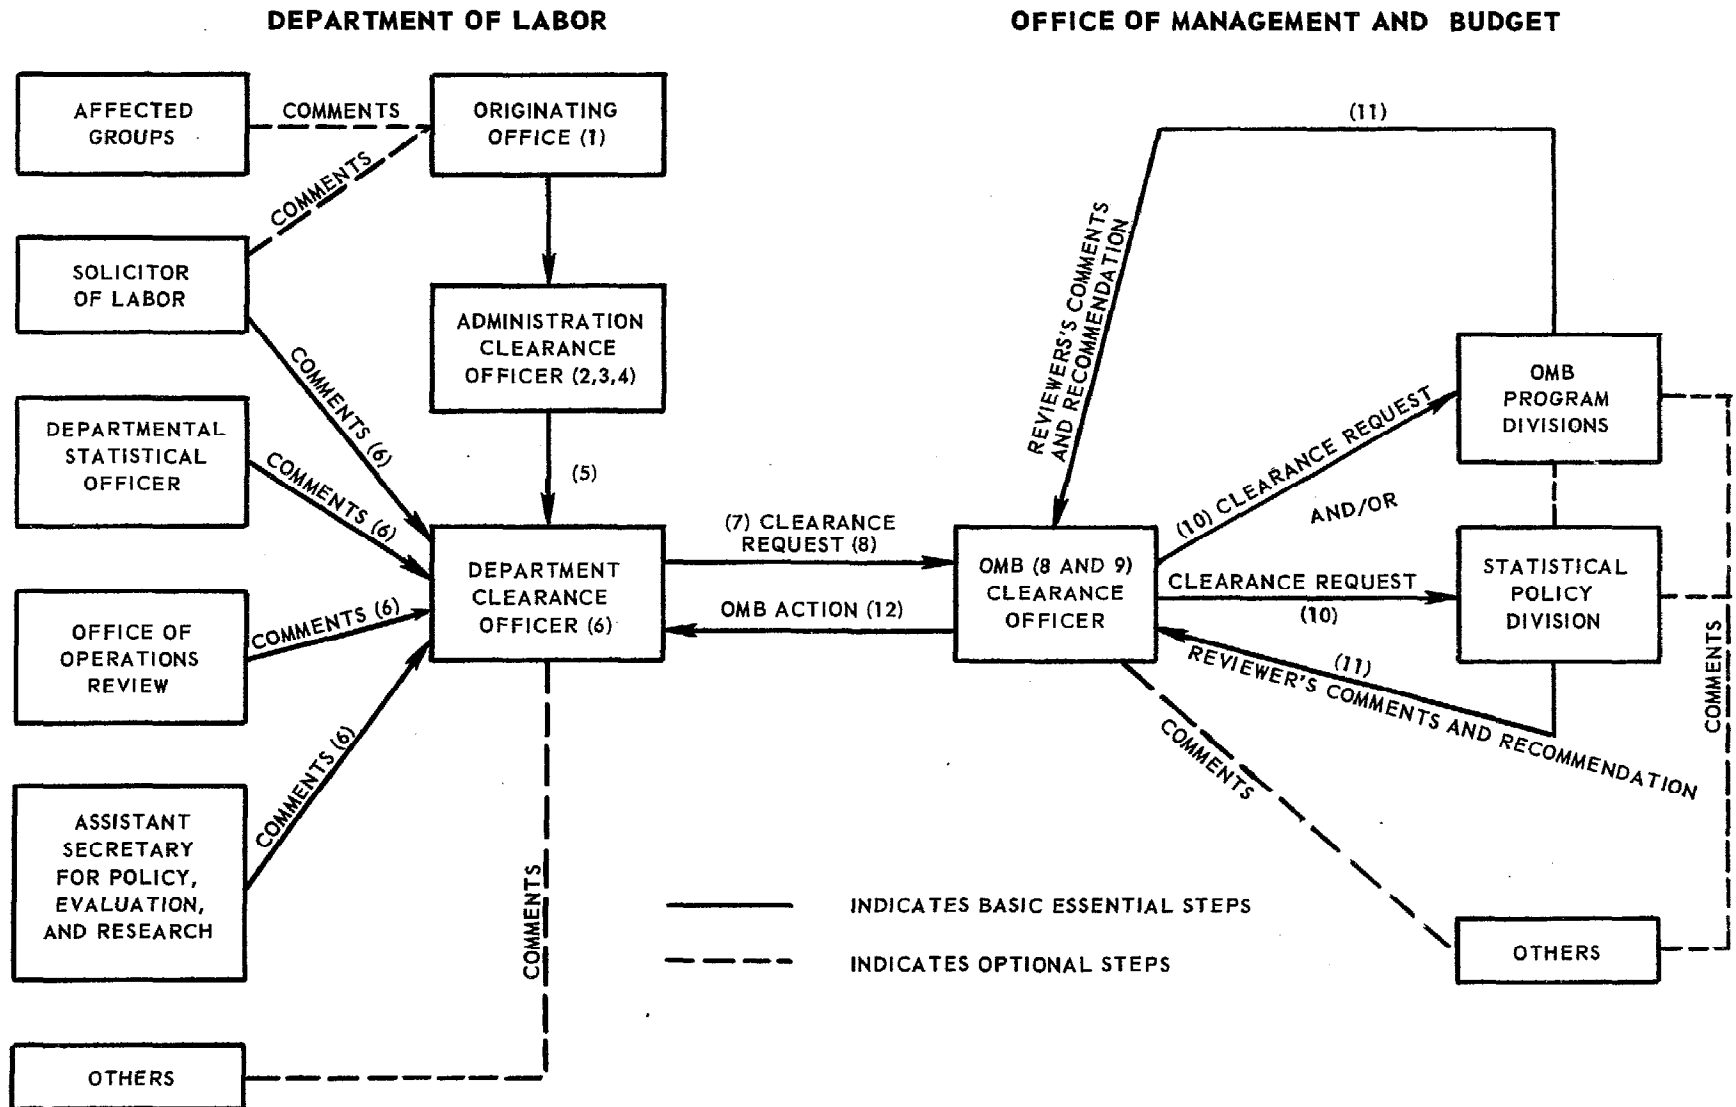 DEPARTMENT OF LABOR
OFFICE OF MANAGEMENT AND BUDGET
AFFECTED
GROUPS
COMMENTS
ORIGINATING
OFFICE (1)
(11)
COMMENTS
SOLICITOR
OF LABOR
REVIEWERS'S COMMENTS
AND RECOMMENDATION
ADMINISTRATION
CLEARANCE
OFFICER (2,3,4)
COMMENTS (6)
OMB
PROGRAM
DIVISIONS
DEPARTMENTAL
STATISTICAL
OFFICER
COMMENTS (6)
(5)
(10) CLEARANCE REQUEST
AND/OR
(7) CLEARANCE
REQUEST (8)
DEPARTMENT
CLEARANCE
OFFICER (6)
OMB (8 AND 9)
CLEARANCE
OFFICER
CLEARANCE REQUEST
(10)
STATISTICAL
POLICY
DIVISION
OMB ACTION (12)
OFFICE OF
OPERATIONS
REVIEW
COMMENTS (6)
(11)
REVIEWER'S COMMENTS AND RECOMMENDATION
COMMENTS
COMMENTS
ASSISTANT
SECRETARY
FOR POLICY,
EVALUATION,
AND RESEARCH
COMMENTS (6)
COMMENTS
INDICATES BASIC ESSENTIAL STEPS
INDICATES OPTIONAL STEPS
OTHERS
OTHERS